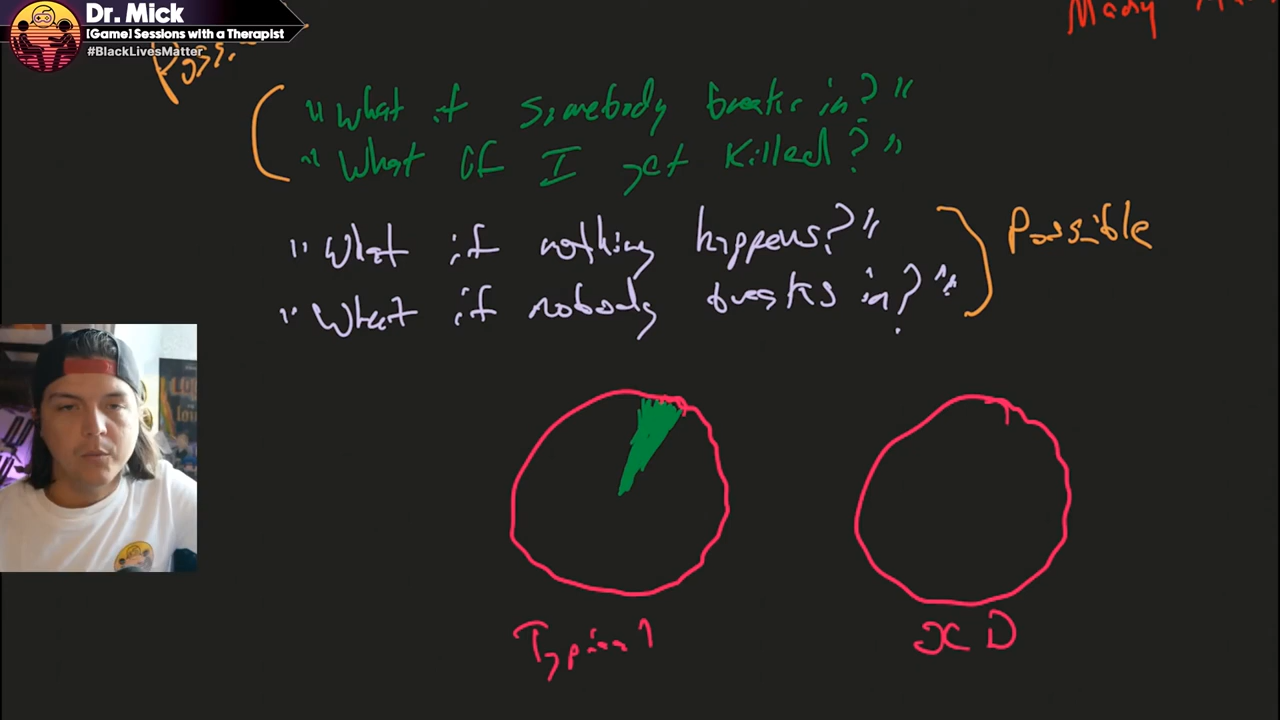 Dr. Mick
[Game] Sessions with a Therapist
#BlackLivesMatter
"What if somebody breaks in?"
"What if I get killed?"
"What if nothing happens?"
"What if nobody breaks in?"
Possible
Typical
OCD